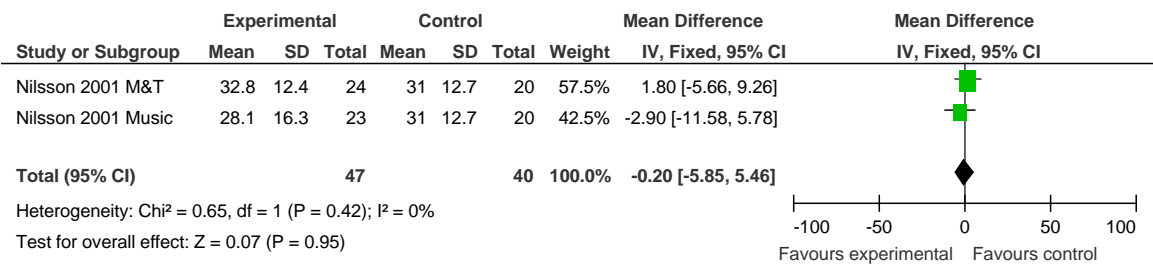 Experimental Control Mean Difference Mean Difference
Study or Subgroup Mean SD Total Mean SD Total Weight IV, Fixed, 95% CI IV, Fixed, 95% CI
Nilsson 2001 M&T 32.8 12.4 24 31 12.7 20 57.5% 1.80 [-5.66, 9.26]
Nilsson 2001 Music 28.1 16.3 23 31 12.7 20 42.5% -2.90 [-11.58, 5.78]
Total (95% CI) 47 40 100.0% -0.20 [-5.85, 5.46]
Heterogeneity: Chi² = 0.65, df = 1 (P = 0.42); I² = 0%
Test for overall effect: Z = 0.07 (P = 0.95)
-100 -50 0 50 100
Favours experimental Favours control